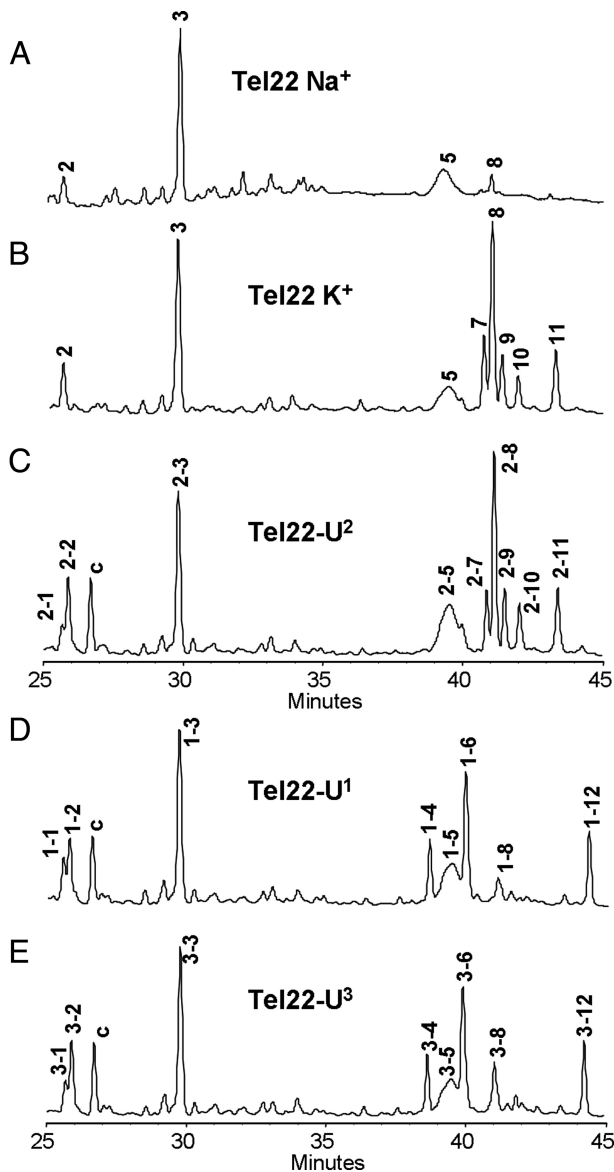 A
Tel22 Na+
2
3
5
8
B
Tel22 K+
2
3
5
7
8
9
10
11
C
Tel22-U²
2-1
2-2
c
2-3
2-5
2-7
2-8
2-9
2-10
2-11
25 30 35 40 45
Minutes
D
Tel22-U¹
1-1
1-2
c
1-3
1-4
1-5
1-6
1-8
1-12
E
Tel22-U³
3-1
3-2
c
3-3
3-4
3-5
3-6
3-8
3-12
25 30 35 40 45
Minutes